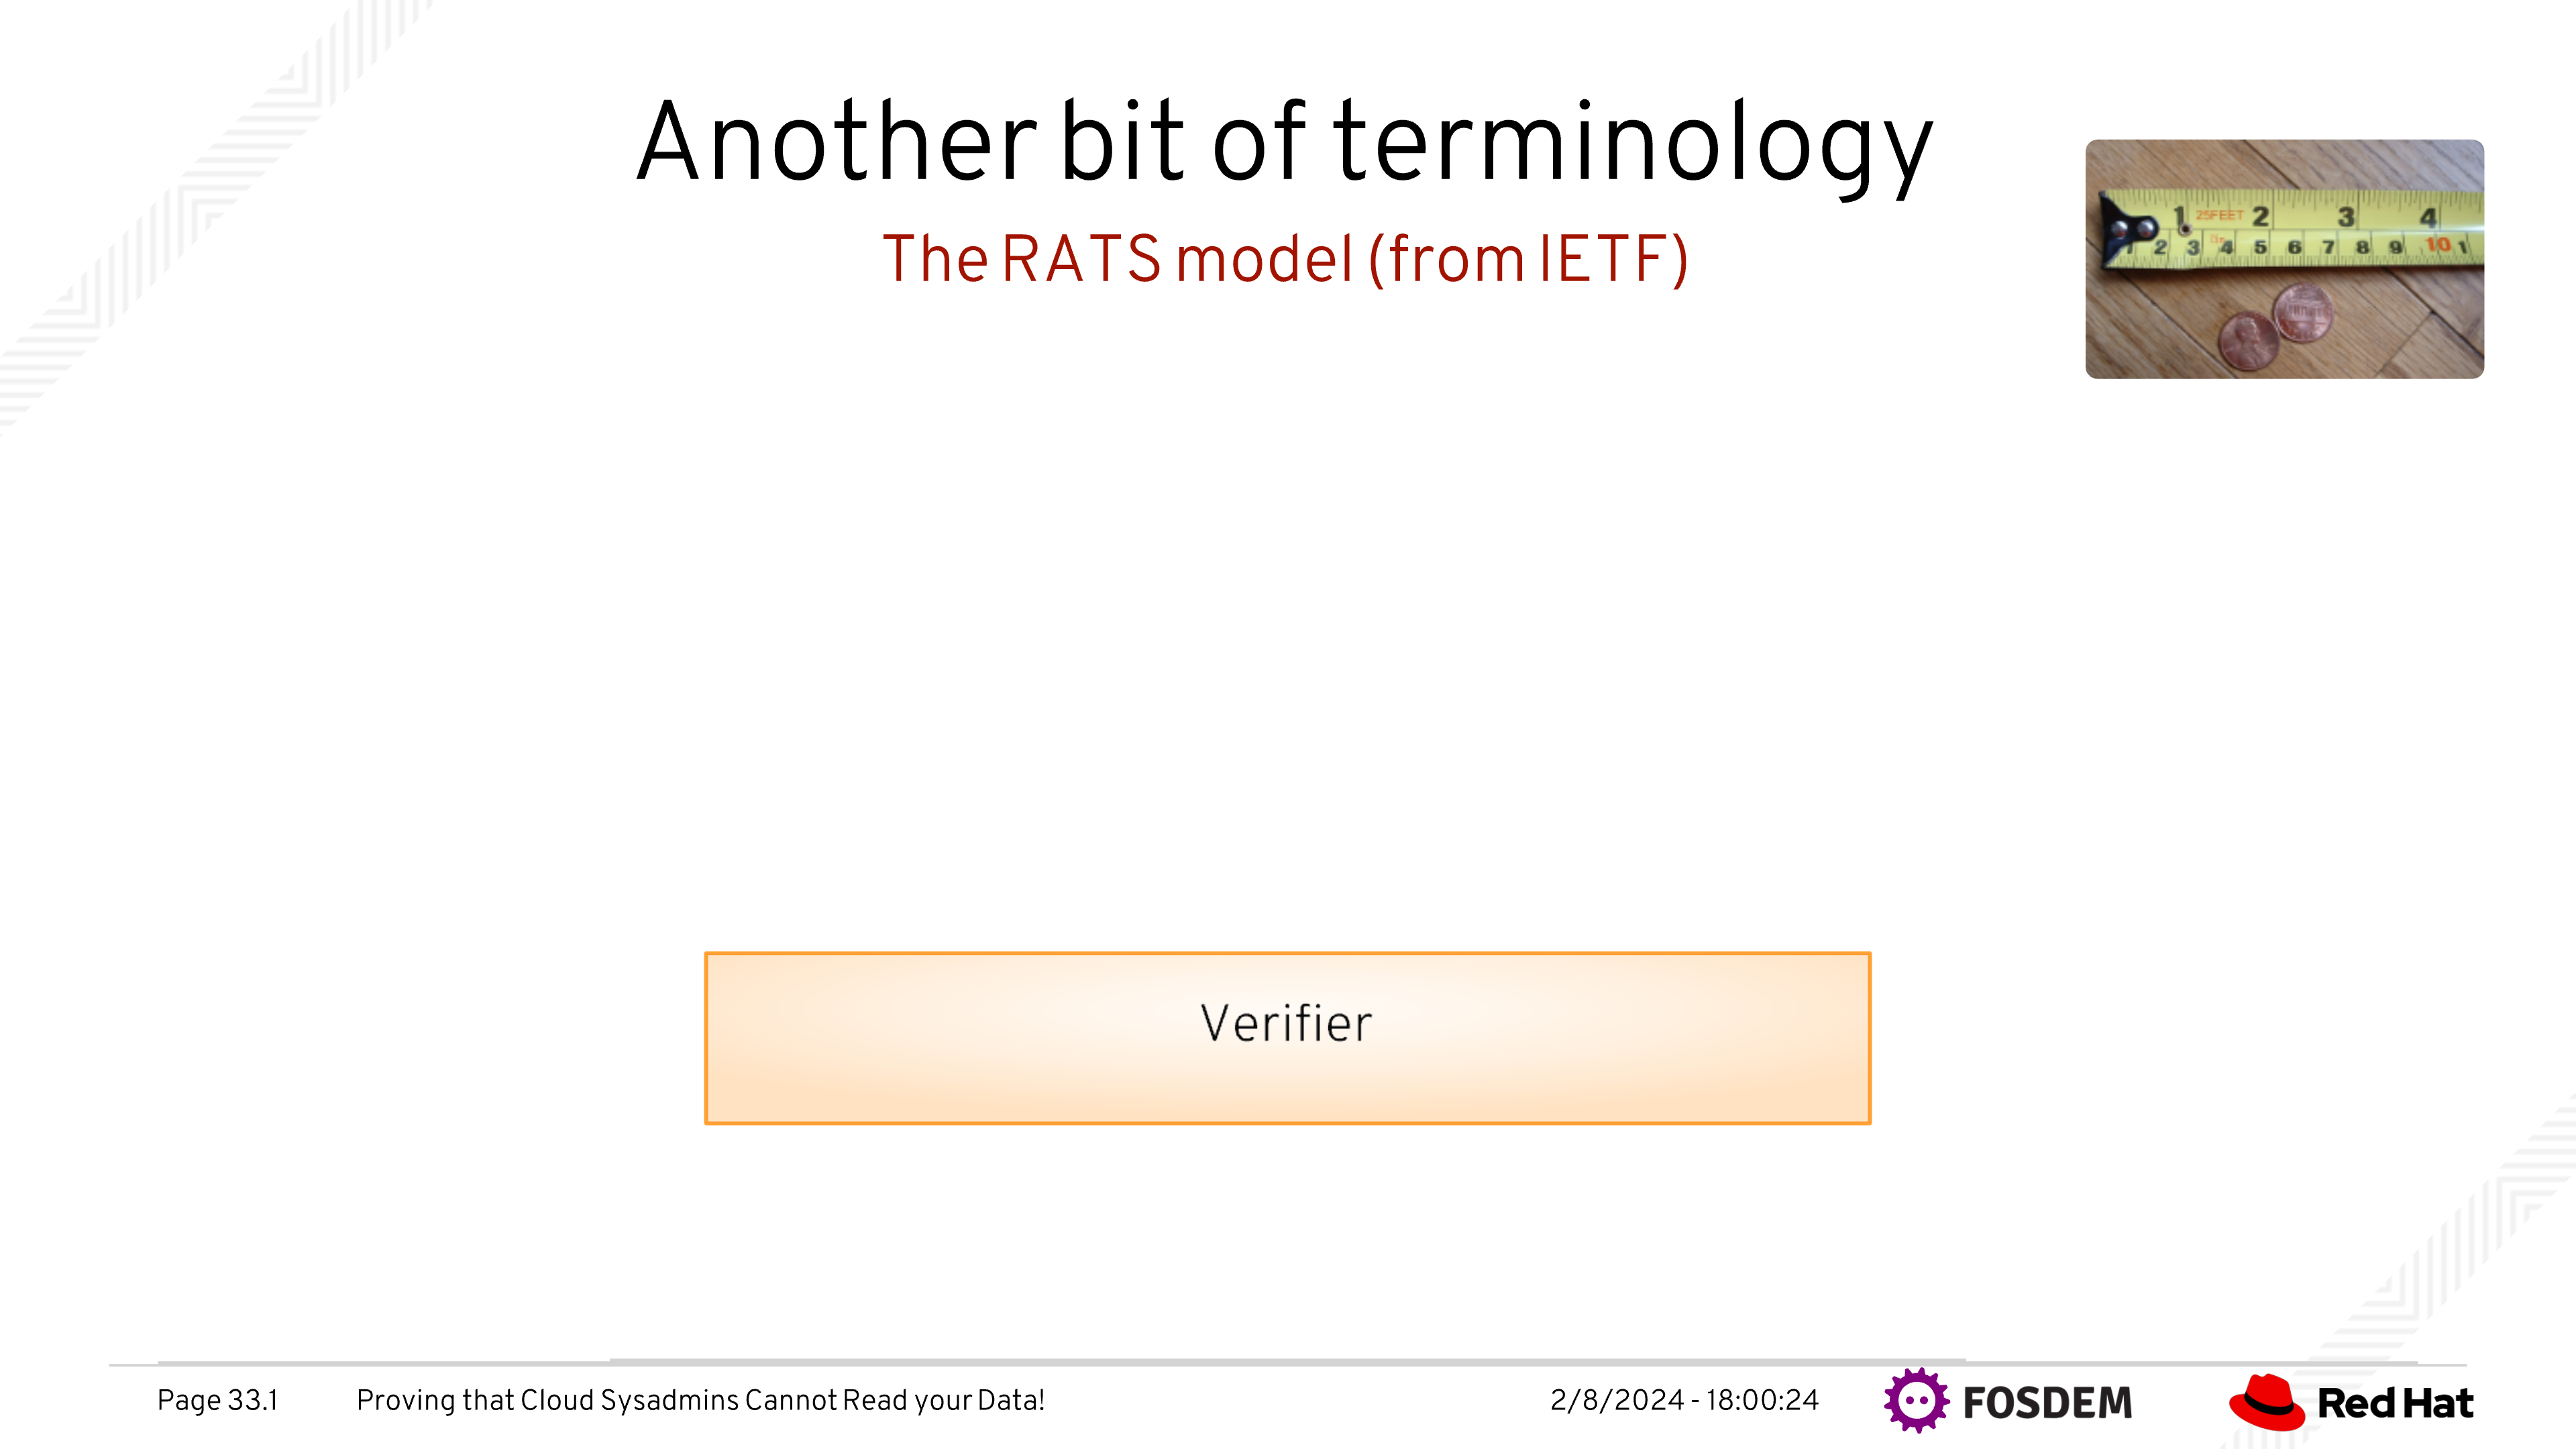 Another bit of terminology
The RATS model (from IETF)
1 25FEET 2 3 4
1 2 3 4 5 6 7 8 9 10 1
Verifier
Page 33.1 Proving that Cloud Sysadmins Cannot Read your Data! 2/8/2024 - 18:00:24 FOSDEM Red Hat